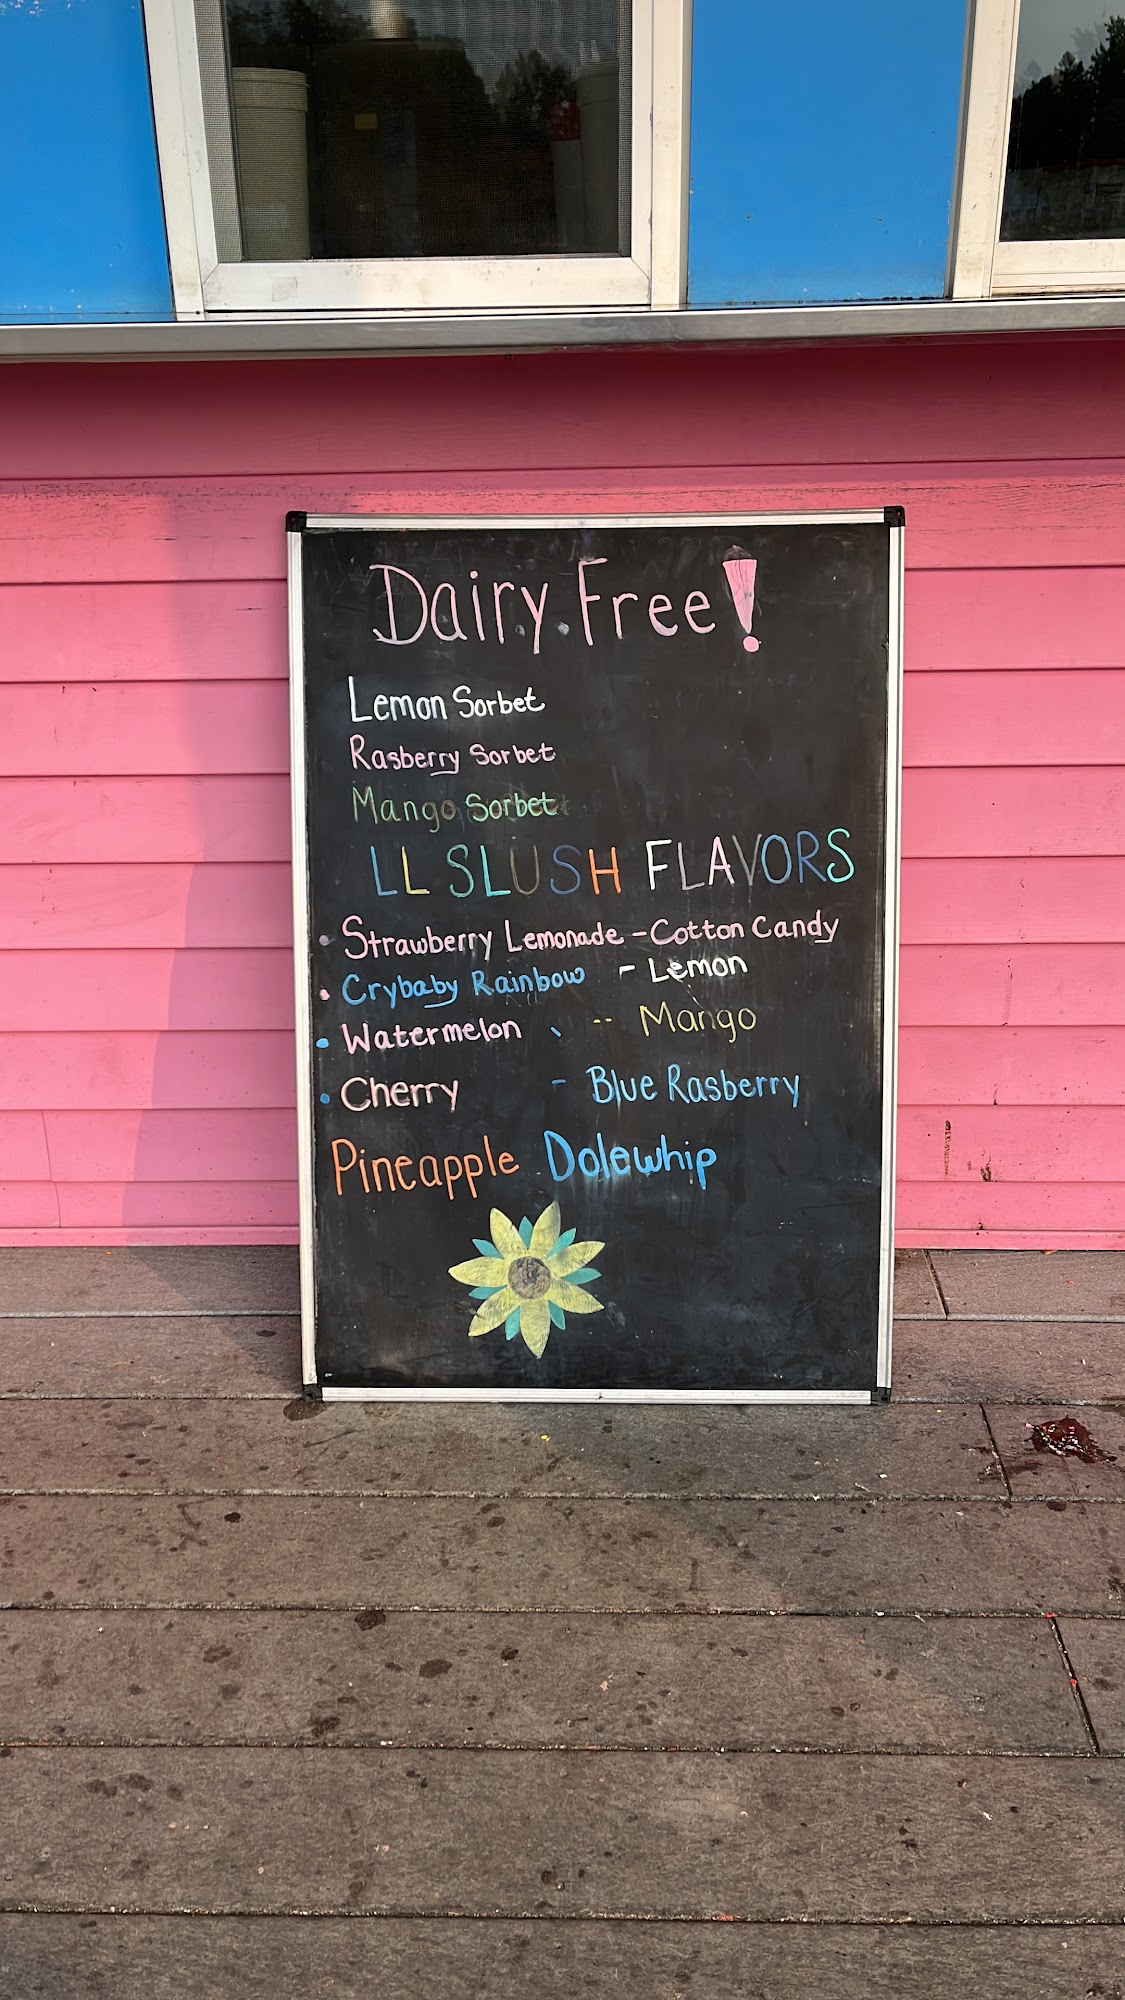 Dairy Free!
Lemon Sorbet
Rasberry Sorbet
Mango Sorbet
LL SLUSH FLAVORS
• Strawberry Lemonade - Cotton Candy
• Crybaby Rainbow - Lemon
• Watermelon -- Mango
• Cherry - Blue Rasberry
Pineapple Dolewhip